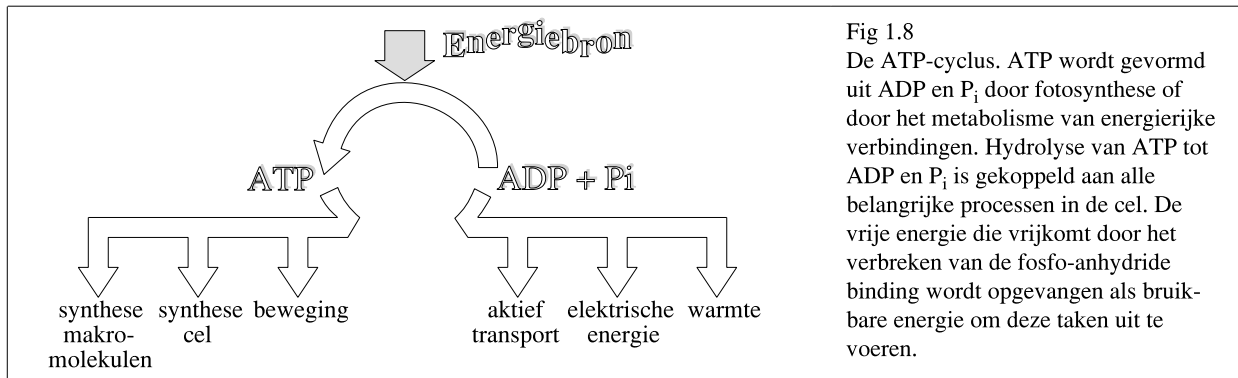 Energiebron
ATP
ADP + Pi
synthese
makro-
molekulen
synthese
cel
beweging
aktief
transport
elektrische
energie
warmte
Fig 1.8
De ATP-cyclus. ATP wordt gevormd
uit ADP en Pi door fotosynthese of
door het metabolisme van energierijke
verbindingen. Hydrolyse van ATP tot
ADP en Pi is gekoppeld aan alle
belangrijke processen in de cel. De
vrije energie die vrijkomt door het
verbreken van de fosfo-anhydride
binding wordt opgevangen als bruik-
bare energie om deze taken uit te
voeren.